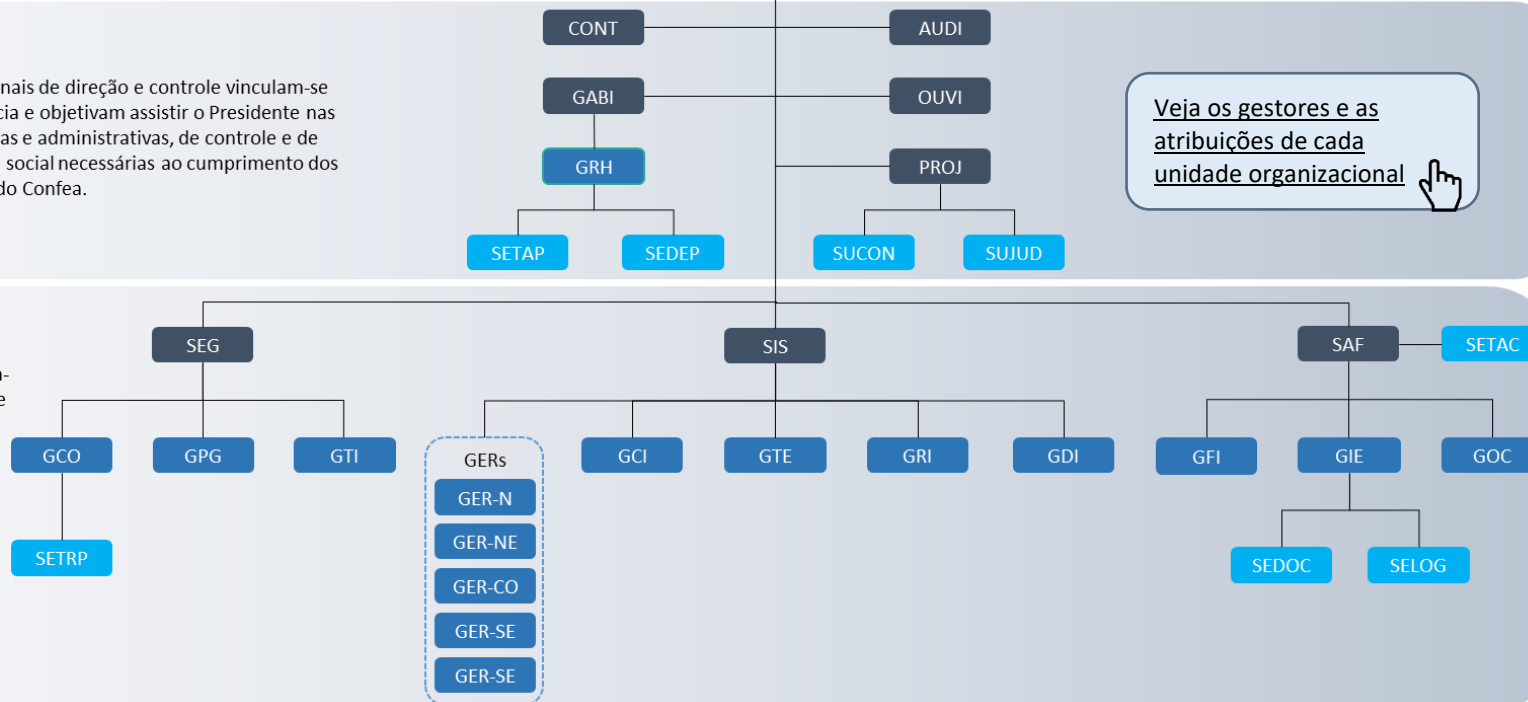 CONT
AUDI
nais de direção e controle vinculam-se
cia e objetivam assistir o Presidente nas
as e administrativas, de controle e de
social necessárias ao cumprimento dos
do Confea.
GABI
OUVI
GRH
PROJ
SETAP
SEDEP
SUCON
SUJUD
Veja os gestores e as
atribuições de cada
unidade organizacional
SEG
SIS
SAF
SETAC
GCO
GPG
GTI
GERs
GCI
GTE
GRI
GDI
GFI
GIE
GOC
GER-N
GER-NE
GER-CO
GER-SE
GER-SE
SETRP
SEDOC
SELOG